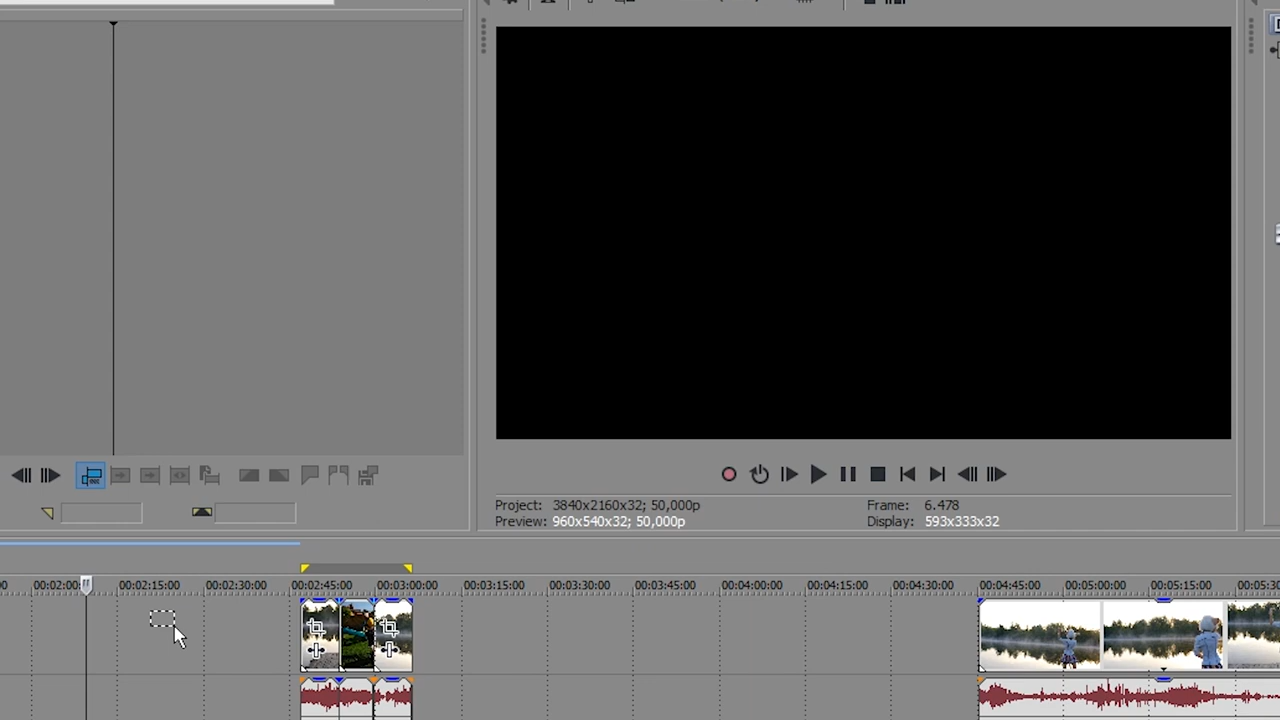 Project: 3840x2160x32; 50,000p Frame: 6.478
Preview: 960x540x32; 50,000p Display: 593x333x32
00:02:00 00:02:15:00 00:02:30:00 00:02:45:00 00:03:00:00 00:03:15:00 00:03:30:00 00:03:45:00 00:04:00:00 00:04:15:00 00:04:30:00 00:04:45:00 00:05:00:00 00:05:15:00 00:05:30